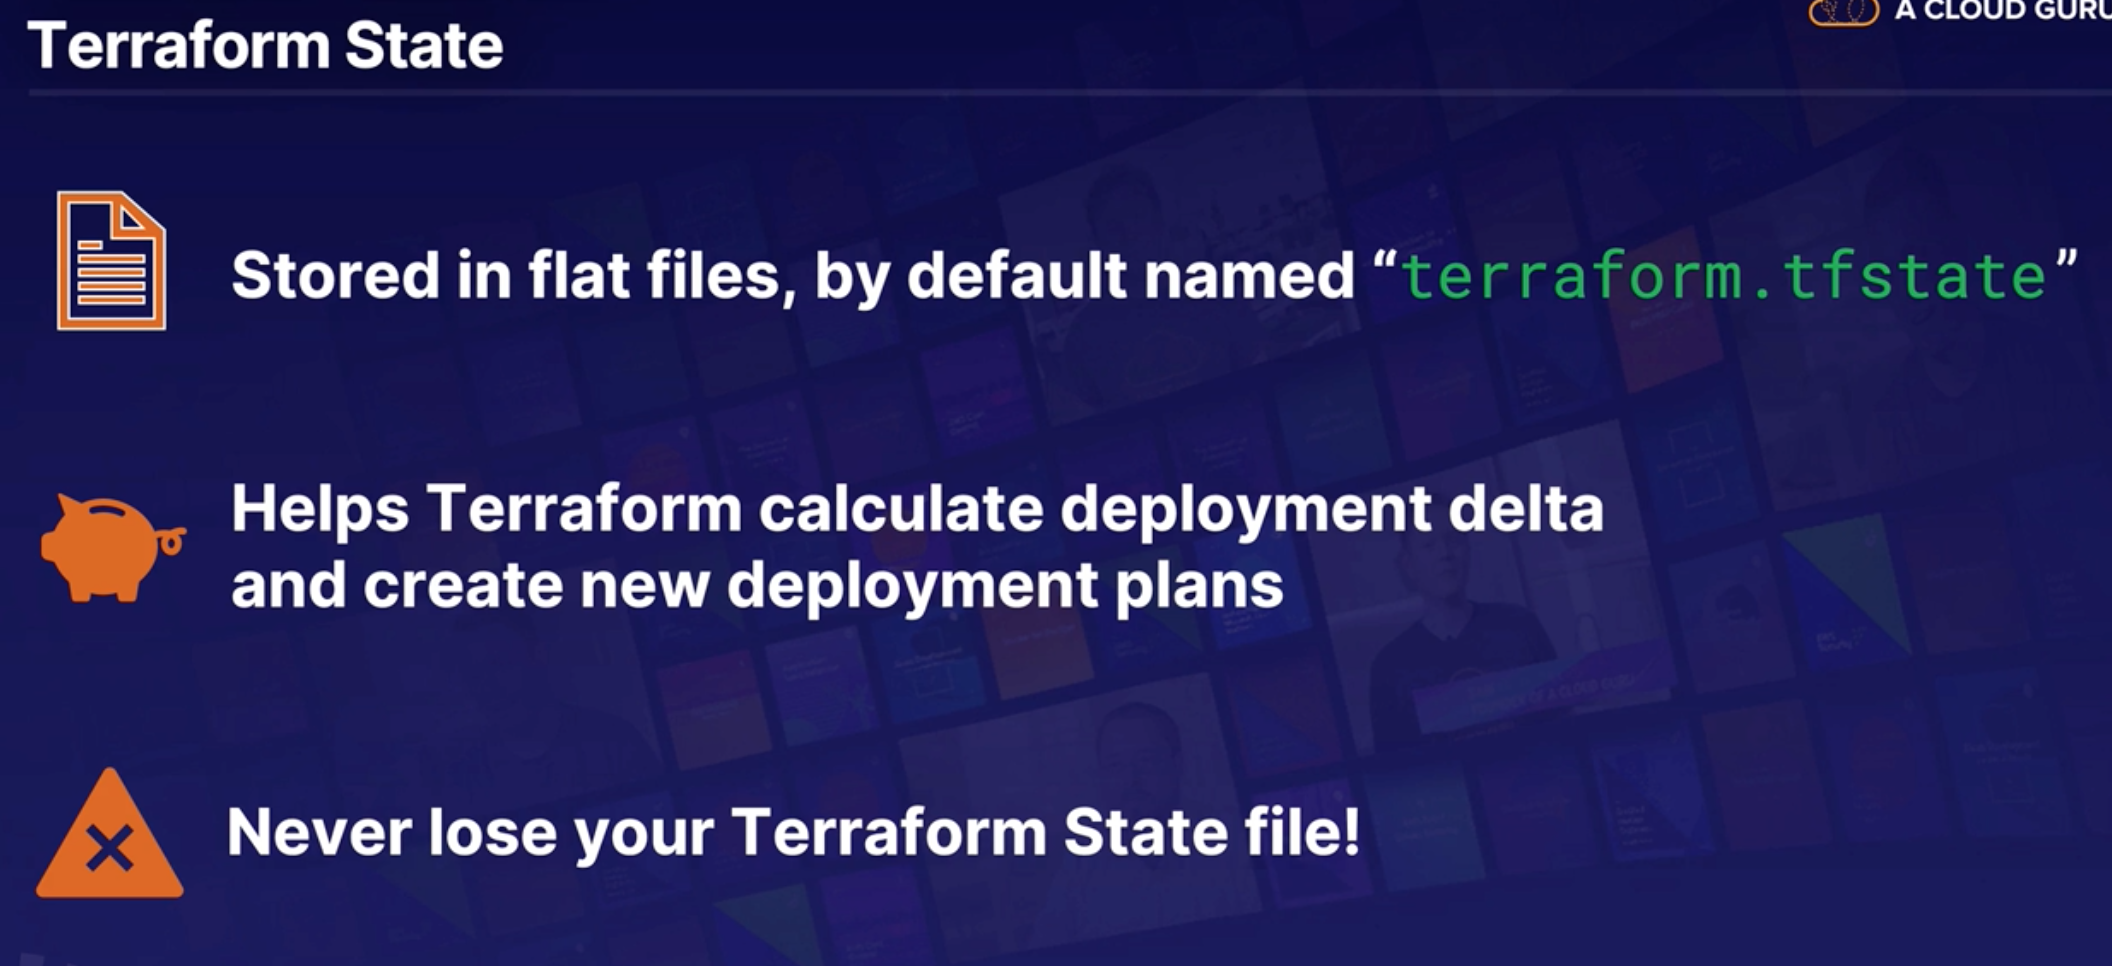 Terraform State
A CLOUD GURU
Stored in flat files, by default named “terraform.tfstate”
Helps Terraform calculate deployment delta
and create new deployment plans
Never lose your Terraform State file!